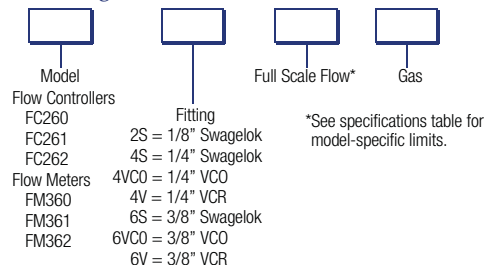 Model
Flow Controllers
FC260
FC261
FC262
Flow Meters
FM360
FM361
FM362
Fitting
2S = 1/8" Swagelok
4S = 1/4" Swagelok
4VC0 = 1/4" VCO
4V = 1/4" VCR
6S = 3/8" Swagelok
6VC0 = 3/8" VCO
6V = 3/8" VCR
Full Scale Flow*
Gas
*See specifications table for
model-specific limits.